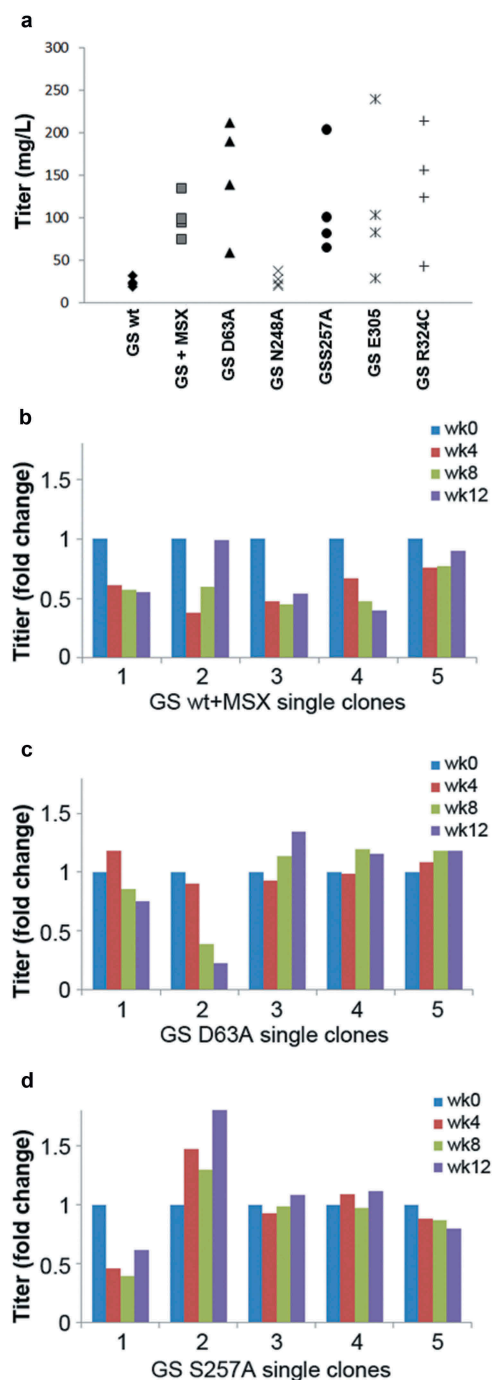 a
300
250
200
150
100
50
0
Titer (mg/L)
GS wt
GS + MSX
GS D63A
GS N248A
GSS257A
GS E305
GS R324C
b
wk0
wk4
wk8
wk12
1.5
1
0.5
0
Titier (fold change)
1 2 3 4 5
GS wt+MSX single clones
c
wk0
wk4
wk8
wk12
1.5
1
0.5
0
Titer (fold change)
1 2 3 4 5
GS D63A single clones
d
wk0
wk4
wk8
wk12
1.5
1
0.5
0
Titer (fold change)
1 2 3 4 5
GS S257A single clones